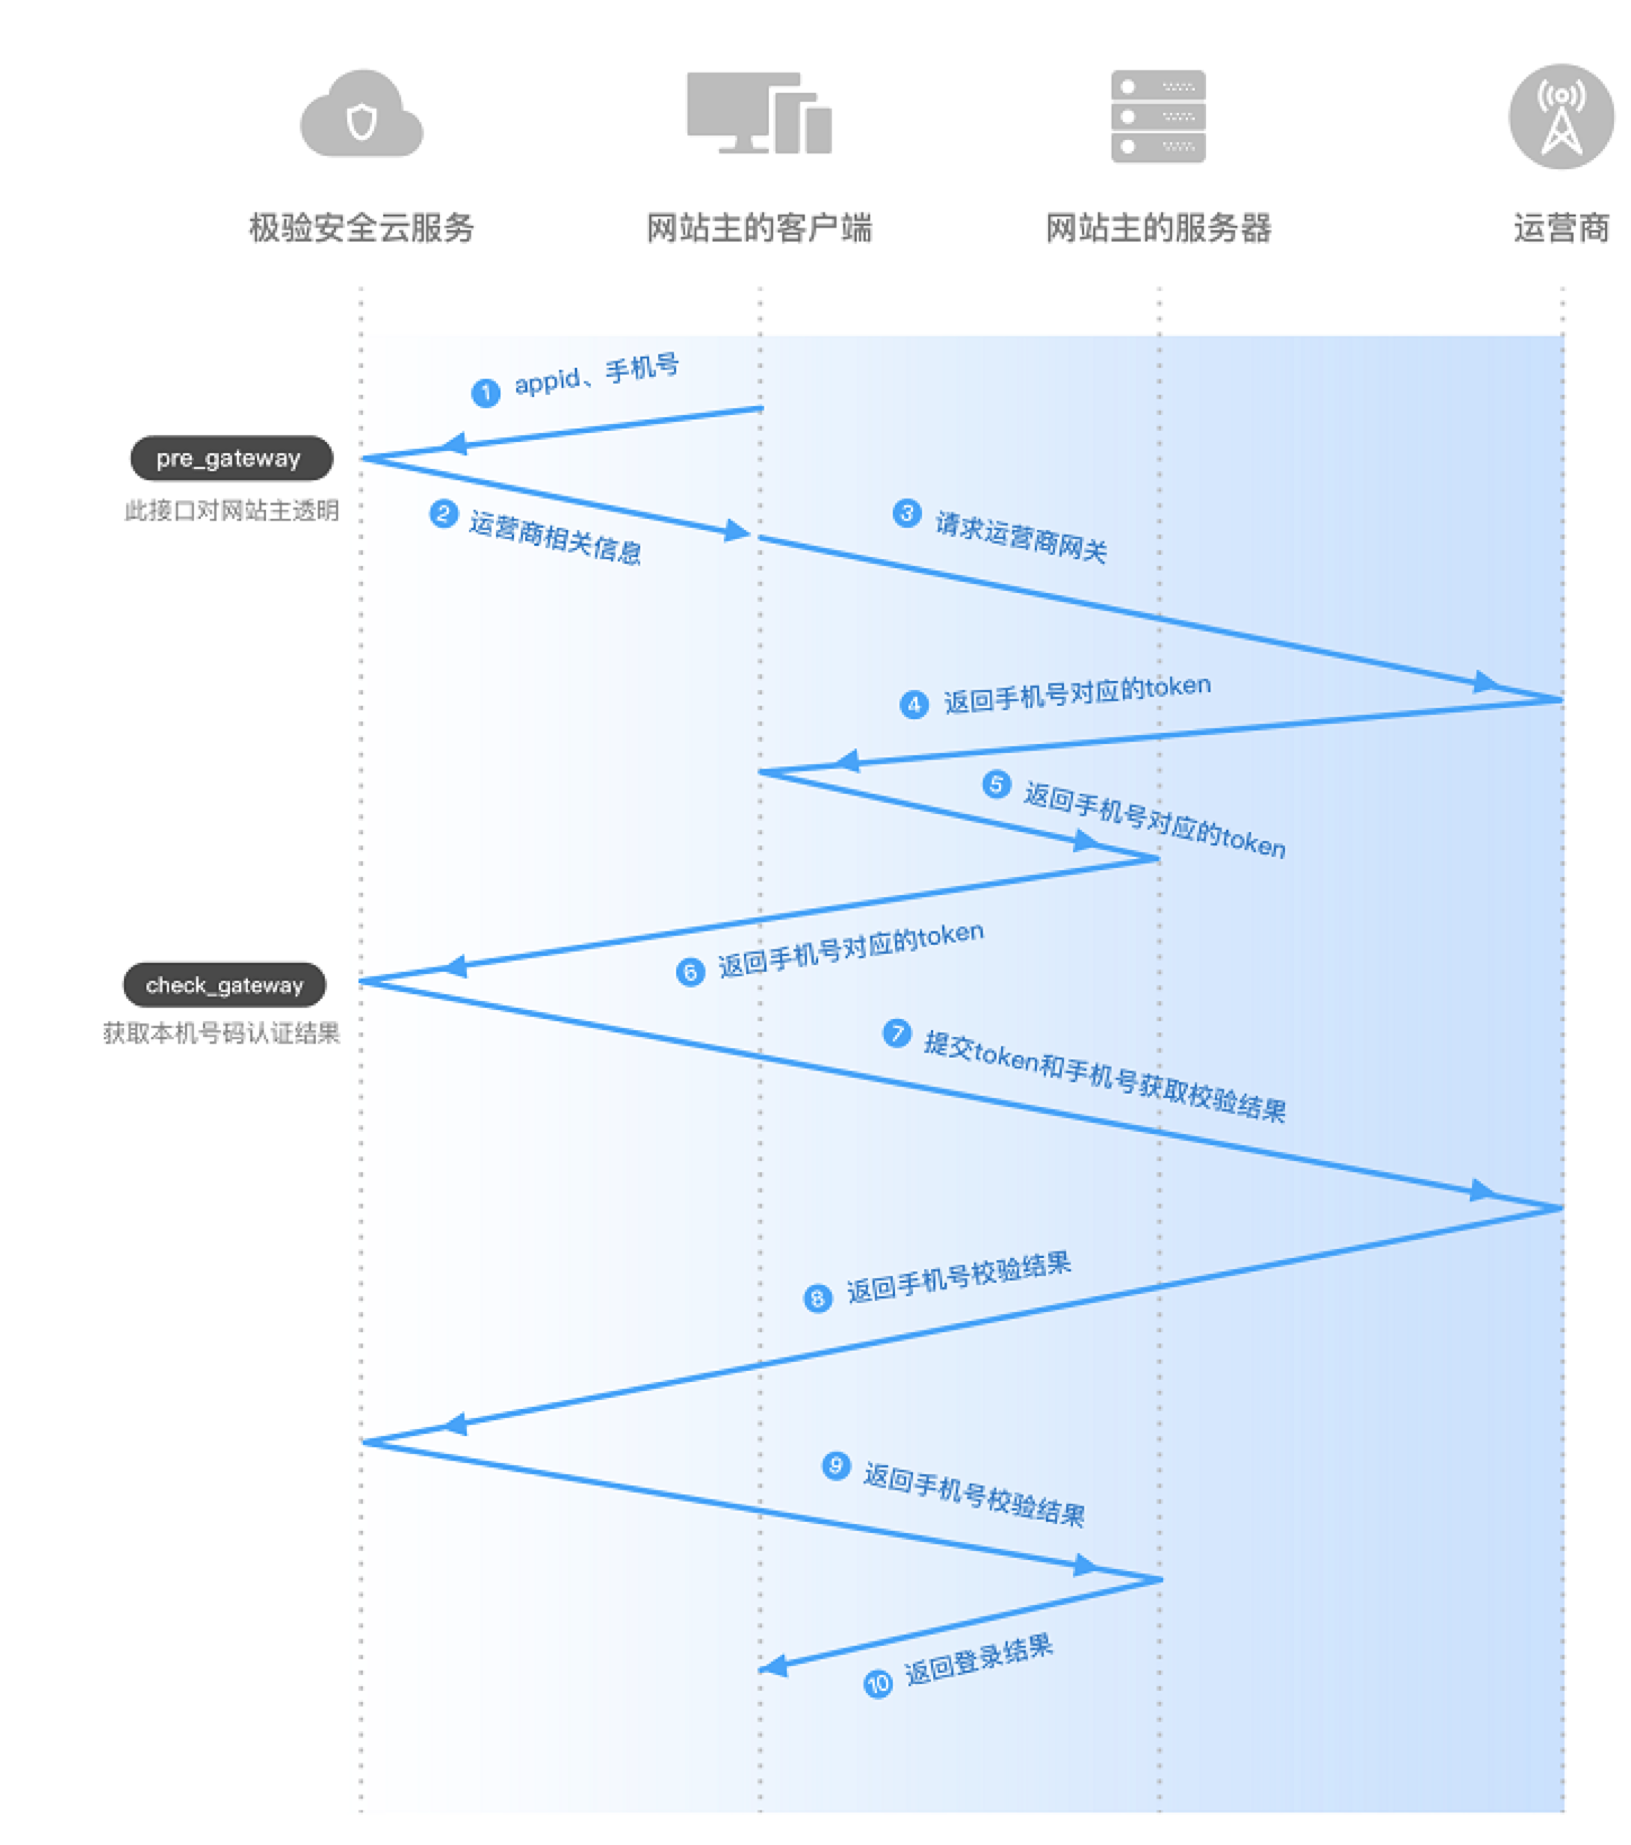 极验安全云服务
网站主的客户端
网站主的服务器
运营商
1 appid、手机号
pre_gateway
此接口对网站主透明
2 运营商相关信息
3 请求运营商网关
4 返回手机号对应的token
5 返回手机号对应的token
6 返回手机号对应的token
check_gateway
获取本机号码认证结果
7 提交token和手机号获取校验结果
8 返回手机号校验结果
9 返回手机号校验结果
10 返回登录结果